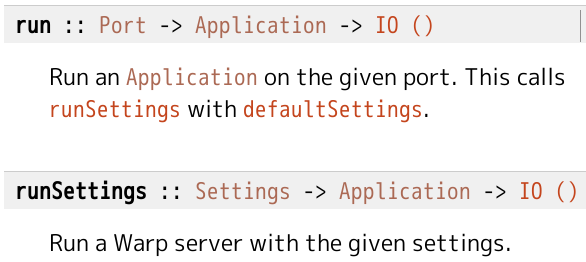 run :: Port -> Application -> IO ()
Run an Application on the given port. This calls
runSettings with defaultSettings.
runSettings :: Settings -> Application -> IO ()
Run a Warp server with the given settings.